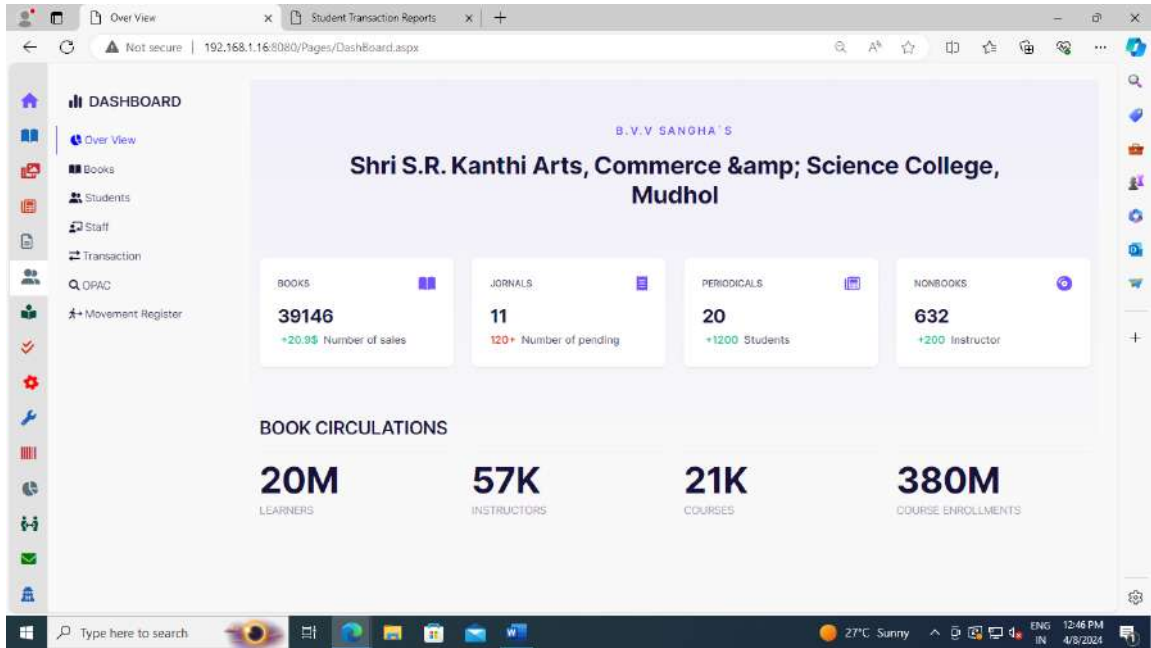 Over View
Student Transaction Reports
Not secure | 192.168.1.16:8080/Pages/DashBoard.aspx
DASHBOARD
Over View
Books
Students
Staff
Transaction
OPAC
Movement Register
B.V.V SANGHA`S
Shri S.R. Kanthi Arts, Commerce &amp; Science College,
Mudhol
BOOKS
39146
+20.9$ Number of sales
JORNALS
11
120+ Number of pending
PERIODICALS
20
+1200 Students
NONBOOKS
632
+200 Instructor
BOOK CIRCULATIONS
20M
LEARNERS
57K
INSTRUCTORS
21K
COURSES
380M
COURSE ENROLLMENTS
Type here to search
27°C Sunny
ENG
IN
12:46 PM
4/8/2024